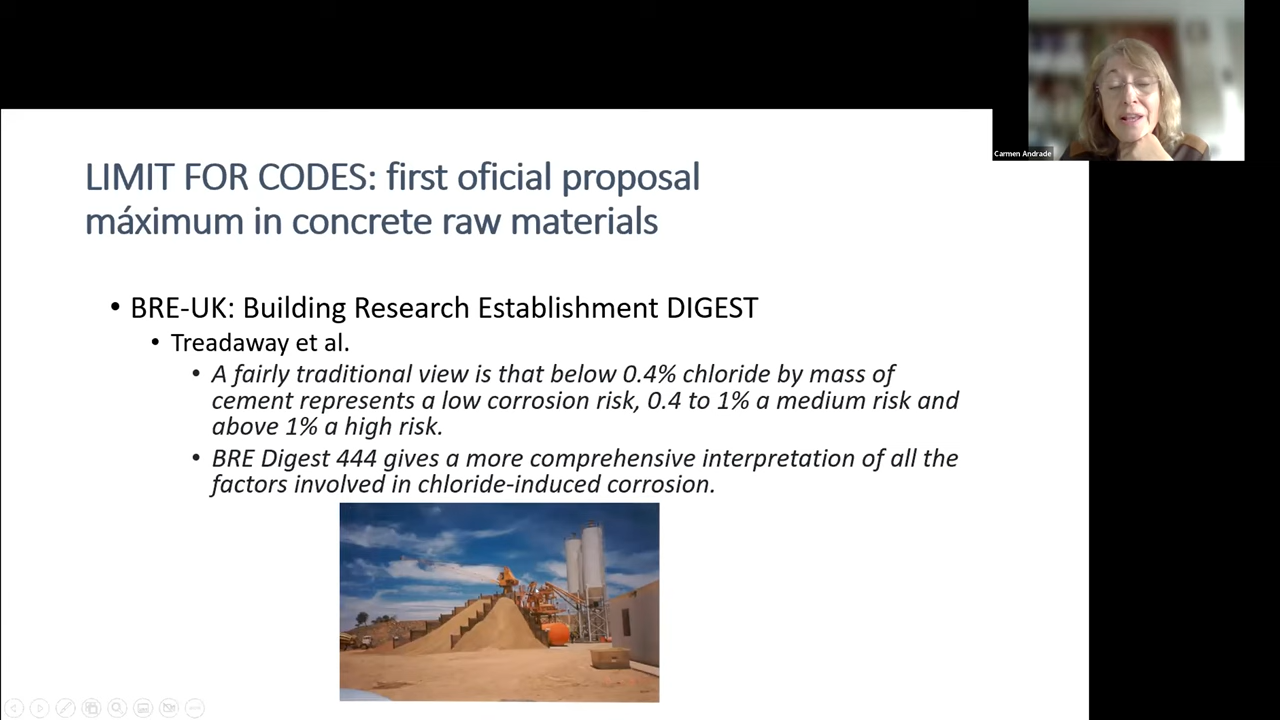 Carmen Andrade
LIMIT FOR CODES: first oficial proposal
máximum in concrete raw materials
• BRE-UK: Building Research Establishment DIGEST
• Treadaway et al.
• A fairly traditional view is that below 0.4% chloride by mass of
cement represents a low corrosion risk, 0.4 to 1% a medium risk and
above 1% a high risk.
• BRE Digest 444 gives a more comprehensive interpretation of all the
factors involved in chloride-induced corrosion.